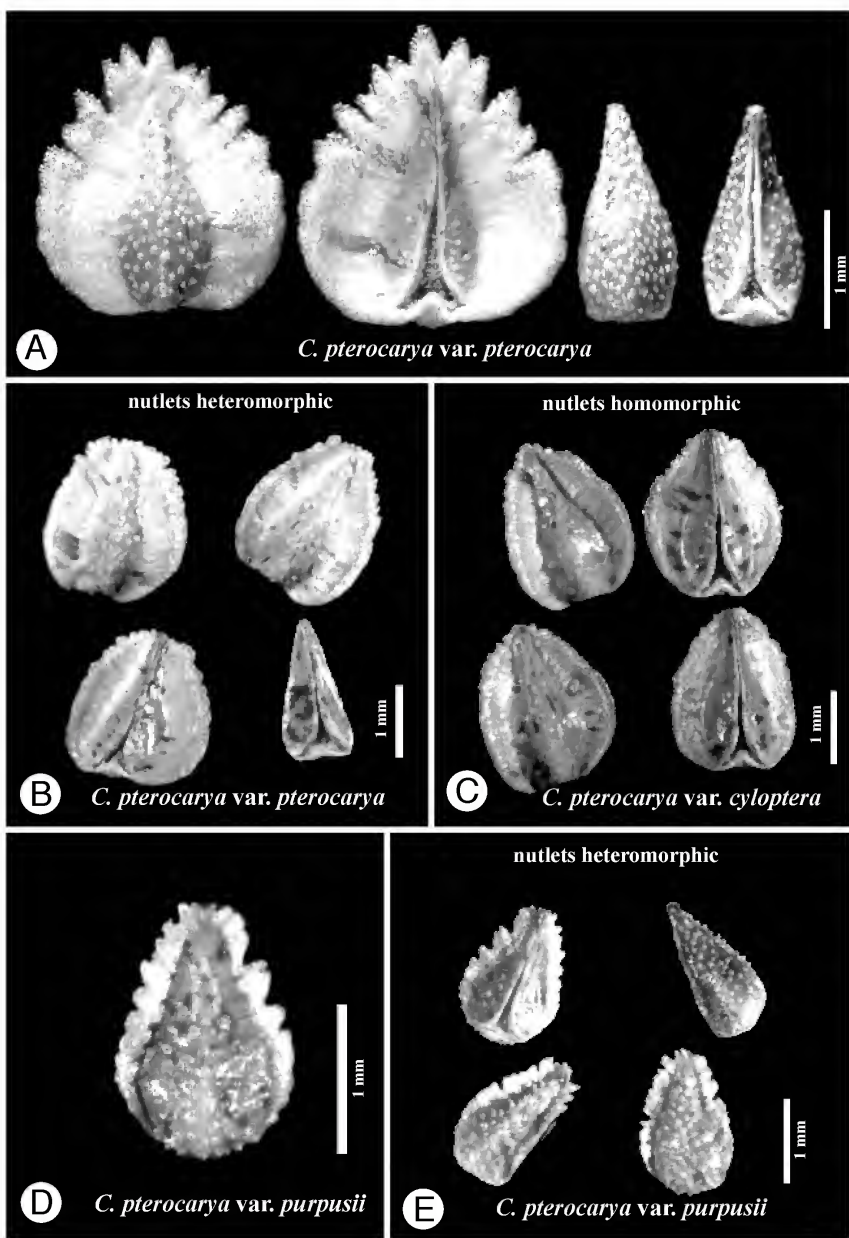 1 mm
A
C. pterocarya var. pterocarya
nutlets heteromorphic
1 mm
B
C. pterocarya var. pterocarya
nutlets homomorphic
1 mm
C
C. pterocarya var. cyloptera
1 mm
D
C. pterocarya var. purpusii
nutlets heteromorphic
1 mm
E
C. pterocarya var. purpusii